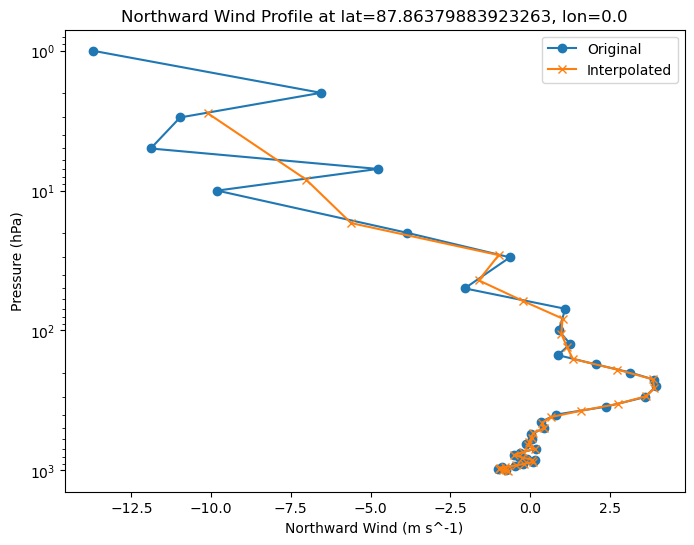 Northward Wind Profile at lat=87.86379883923263, lon=0.0
Original
Interpolated
10^0
10^1
10^2
10^3
Pressure (hPa)
−12.5 −10.0 −7.5 −5.0 −2.5 0.0 2.5
Northward Wind (m s^-1)